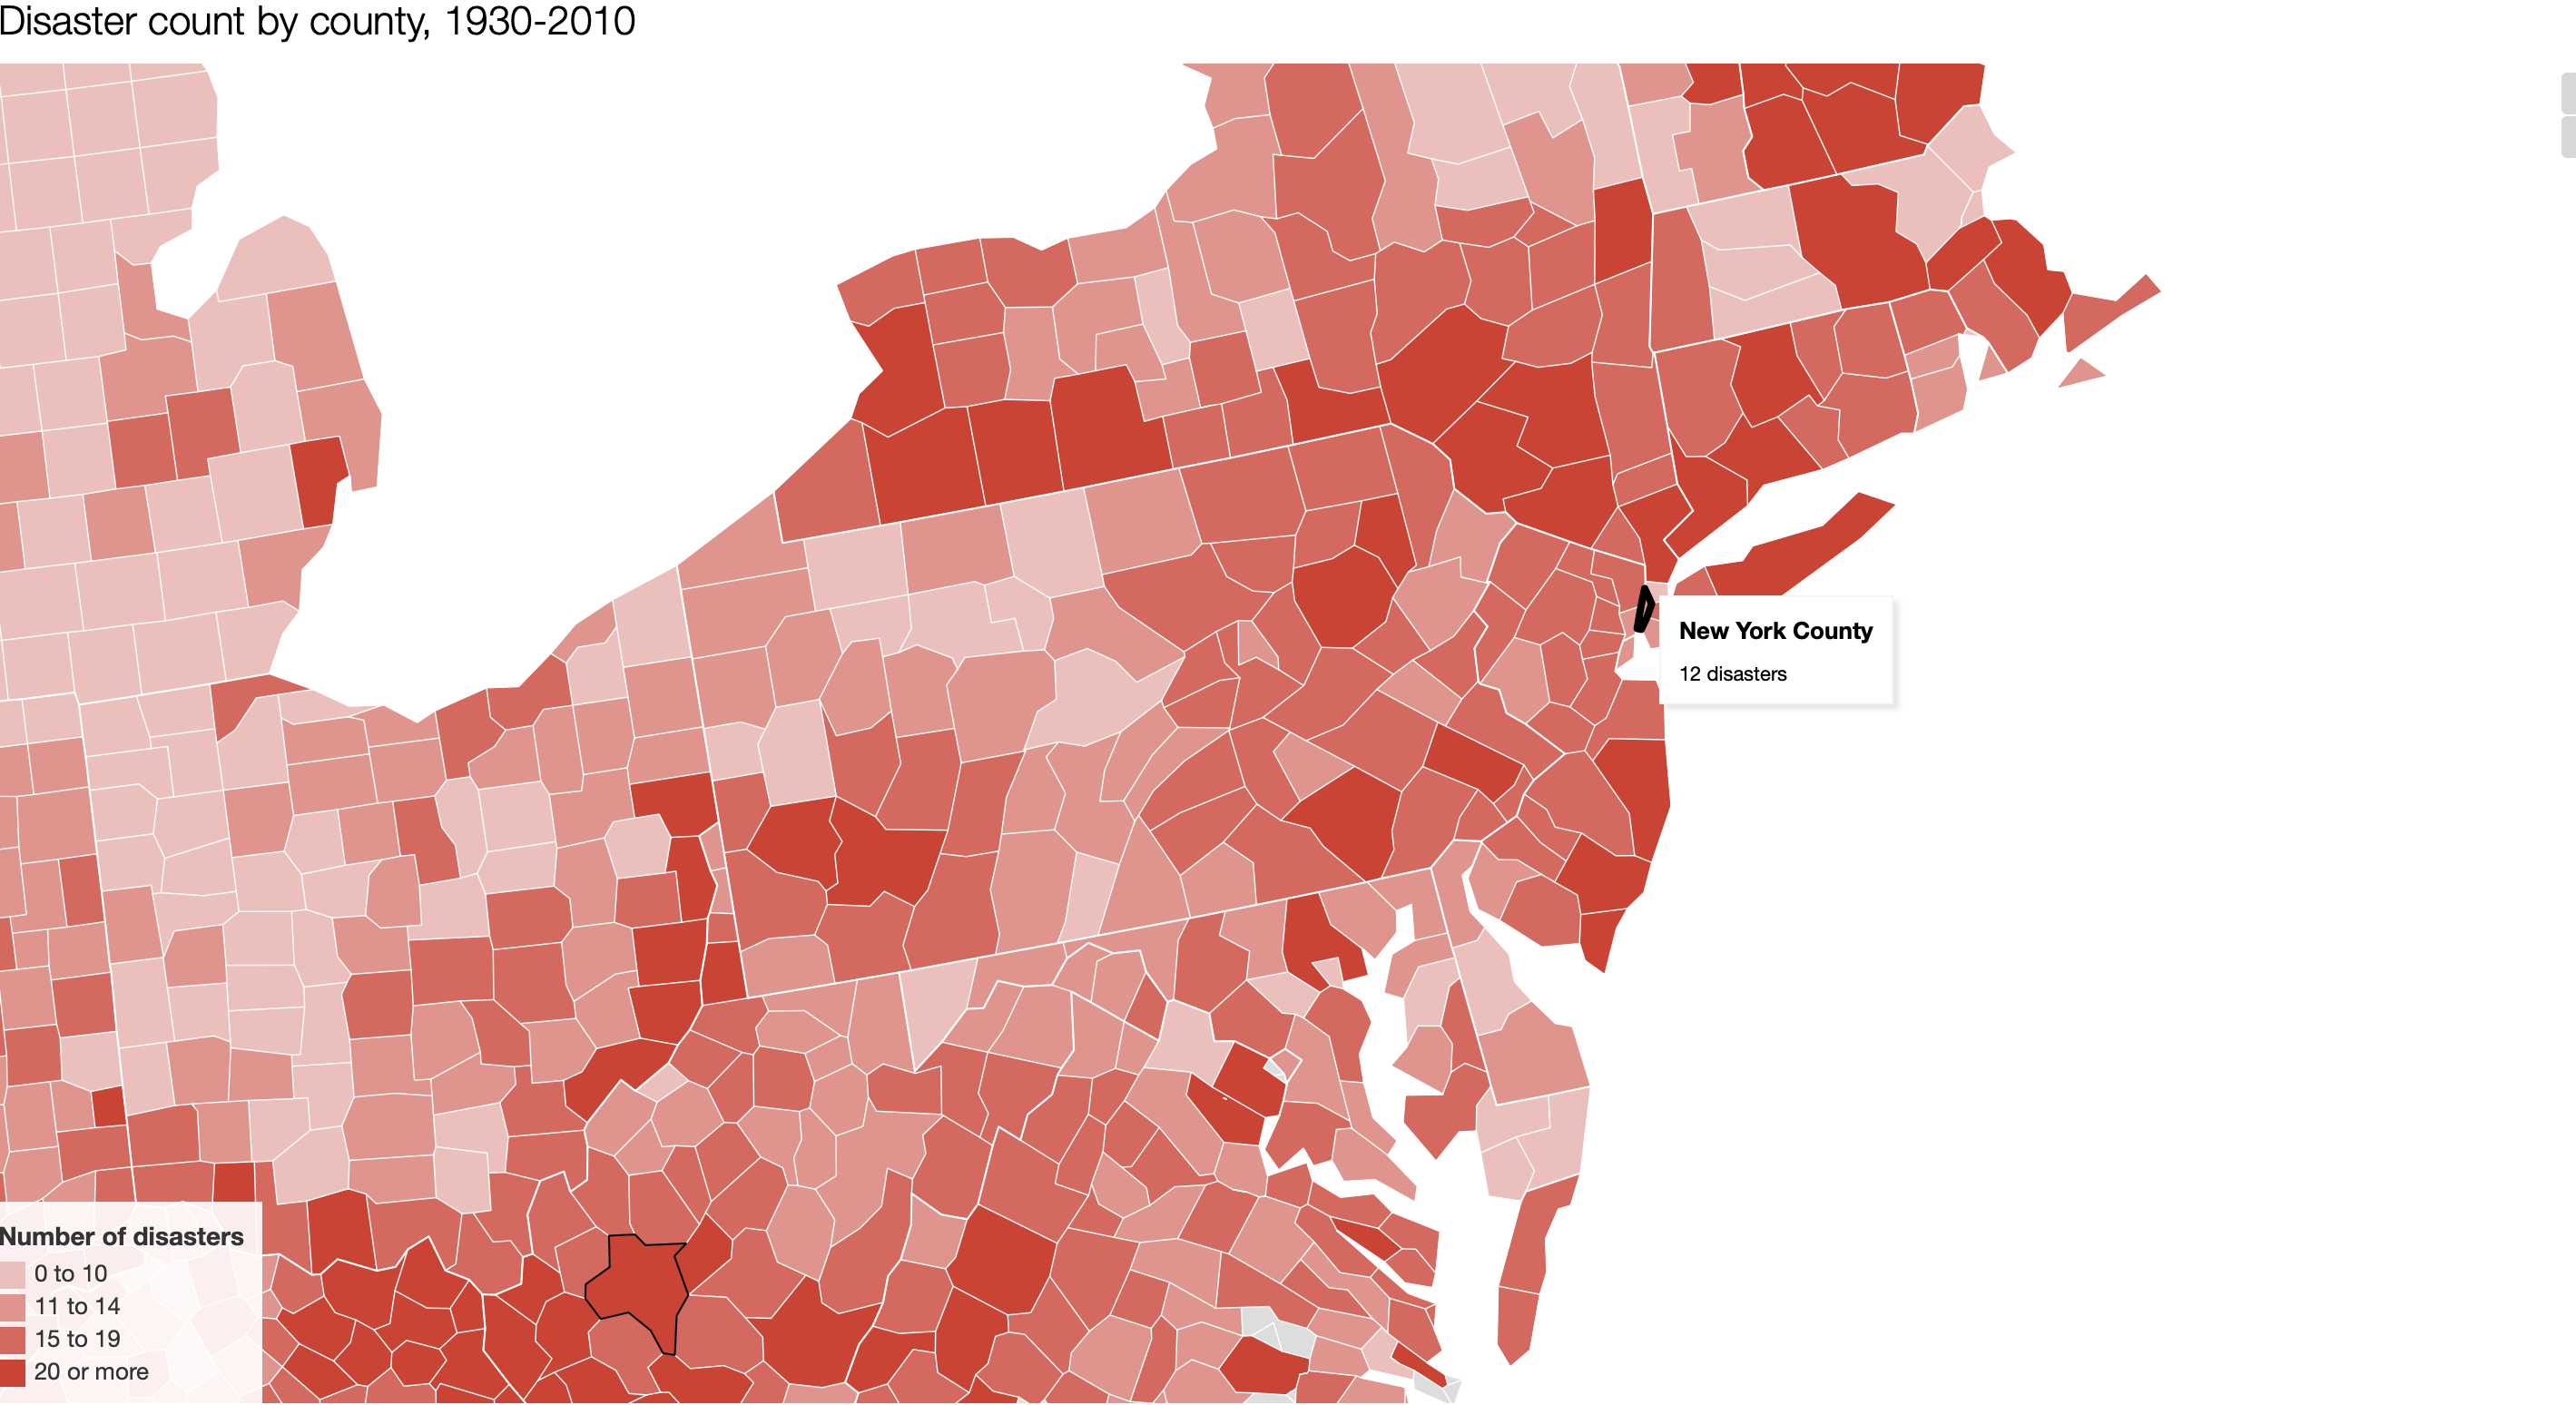 Disaster count by county, 1930-2010
New York County
12 disasters
Number of disasters
0 to 10
11 to 14
15 to 19
20 or more